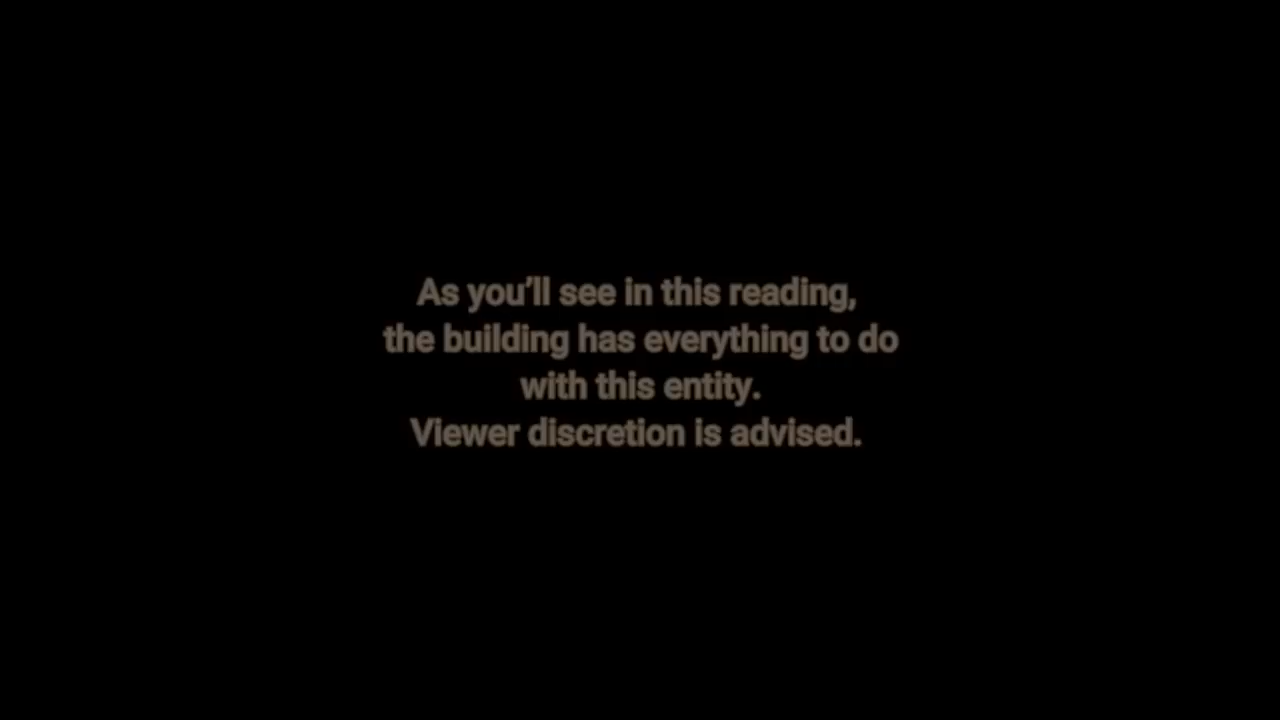 As you’ll see in this reading,
the building has everything to do
with this entity.
Viewer discretion is advised.